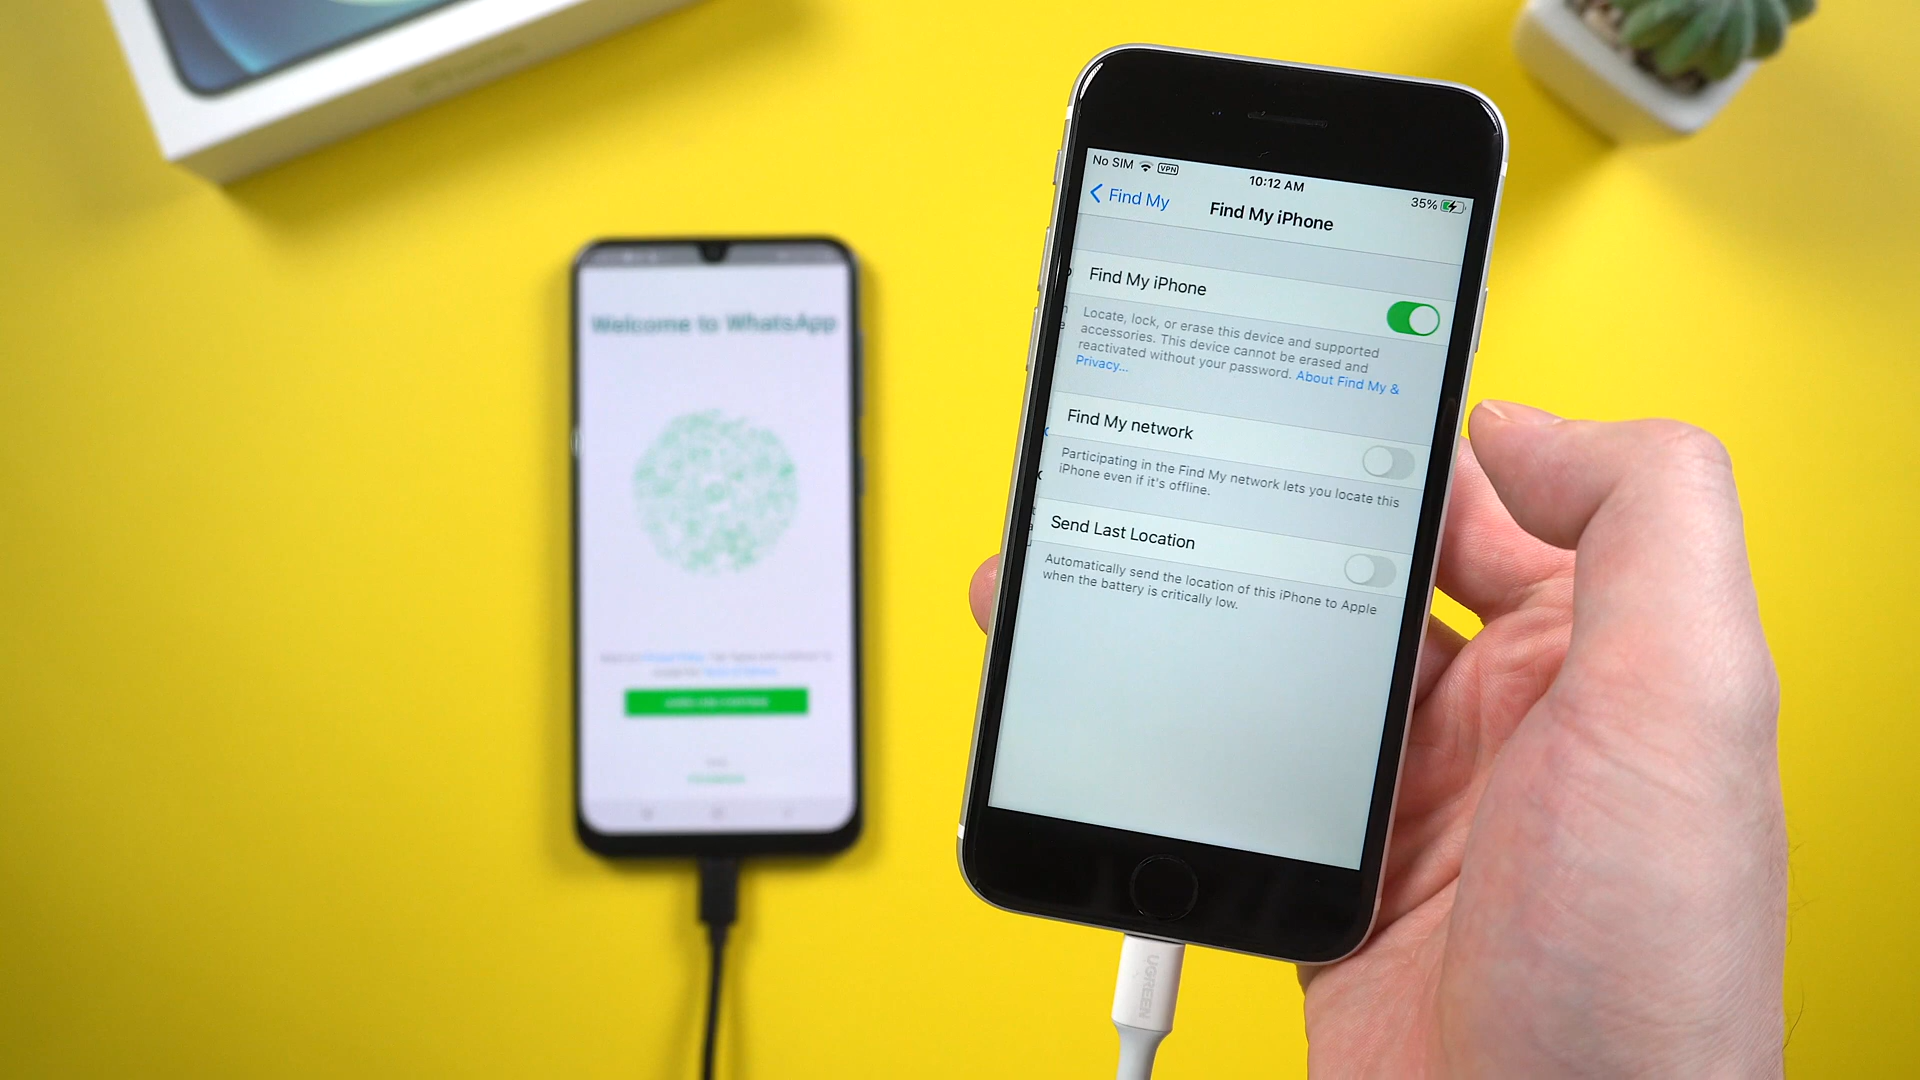 Welcome to WhatsApp
No SIM VPN
10:12 AM
35%
Find My
Find My iPhone
Find My iPhone
Locate, lock, or erase this device and supported
accessories. This device cannot be erased and
reactivated without your password. About Find My &
Privacy...
Find My network
Participating in the Find My network lets you locate this
iPhone even if it's offline.
Send Last Location
Automatically send the location of this iPhone to Apple
when the battery is critically low.
UGREEN